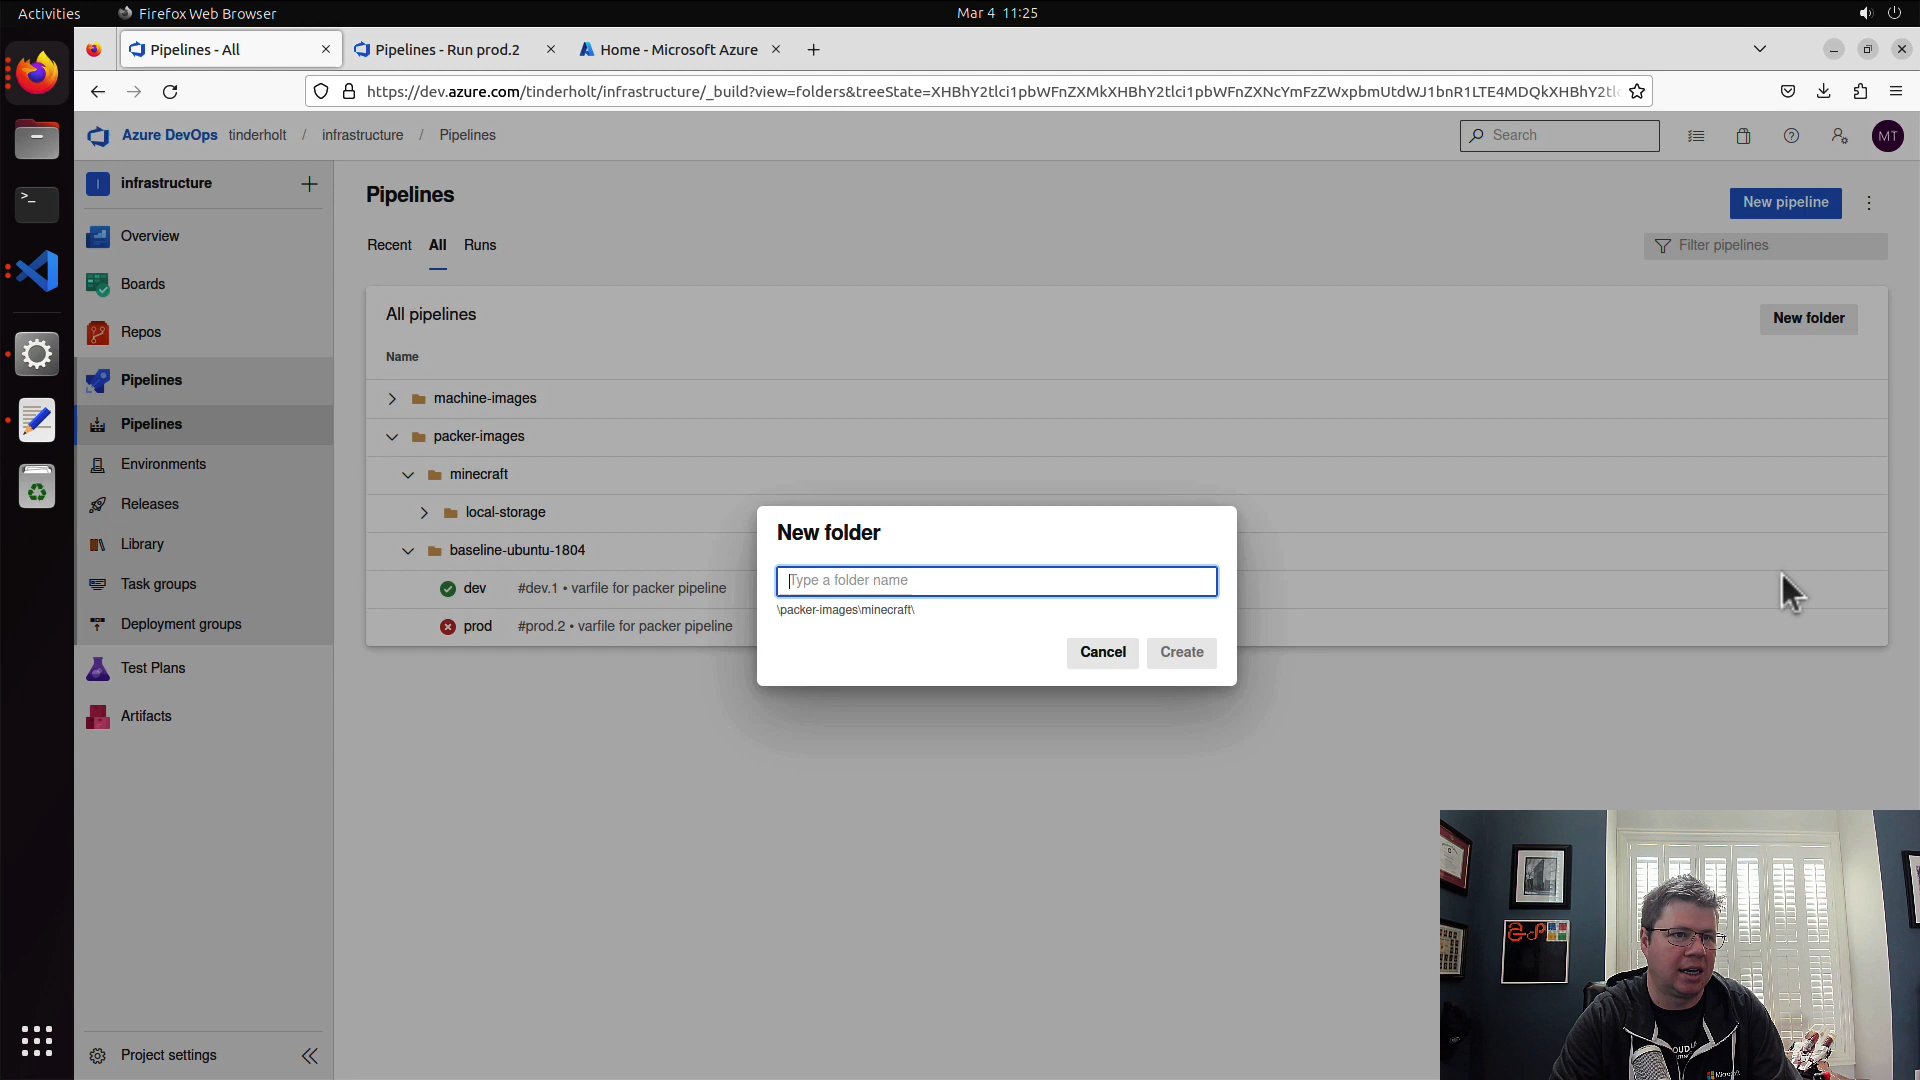 Activities
Firefox Web Browser
Mar 4 11:25
Pipelines - All
Pipelines - Run prod.2
Home - Microsoft Azure
https://dev.azure.com/tinderholt/infrastructure/_build?view=folders&treeState=XHBhY2tlci1pbWFnZXMkXHBhY2tlci1pbWFnZXNcYmFzZWxpbmUtdWJ1bnR1LTE4MDQkXHBhY2tlc
Azure DevOps
tinderholt / infrastructure / Pipelines
Search
MT
I
infrastructure
Overview
Boards
Repos
Pipelines
Pipelines
Environments
Releases
Library
Task groups
Deployment groups
Test Plans
Artifacts
Project settings
Pipelines
New pipeline
Recent
All
Runs
Filter pipelines
All pipelines
New folder
Name
machine-images
packer-images
minecraft
local-storage
baseline-ubuntu-1804
dev
#dev.1 • varfile for packer pipeline
prod
#prod.2 • varfile for packer pipeline
New folder
Type a folder name
\packer-images\minecraft\
Cancel
Create